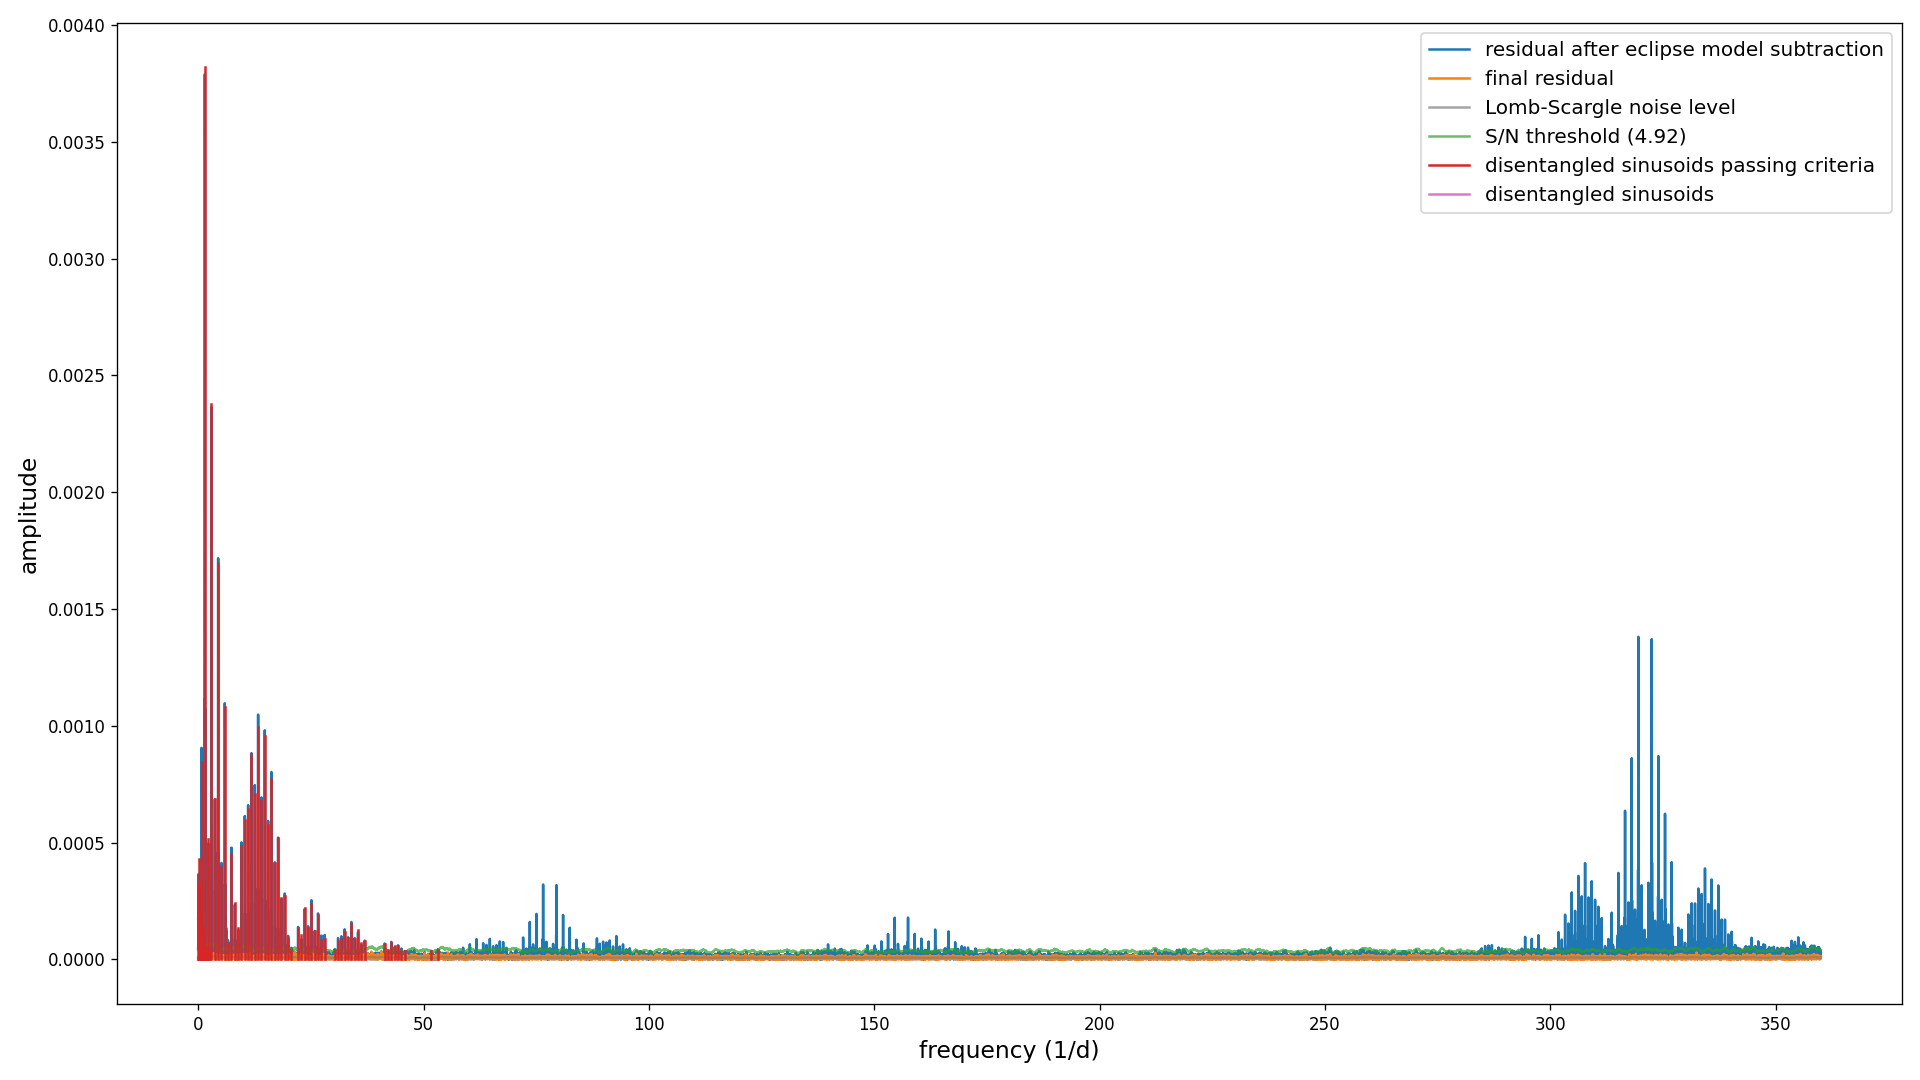 0.0040
0.0035
0.0030
0.0025
0.0020
0.0015
0.0010
0.0005
0.0000
amplitude
0 50 100 150 200 250 300 350
frequency (1/d)
residual after eclipse model subtraction
final residual
Lomb-Scargle noise level
S/N threshold (4.92)
disentangled sinusoids passing criteria
disentangled sinusoids